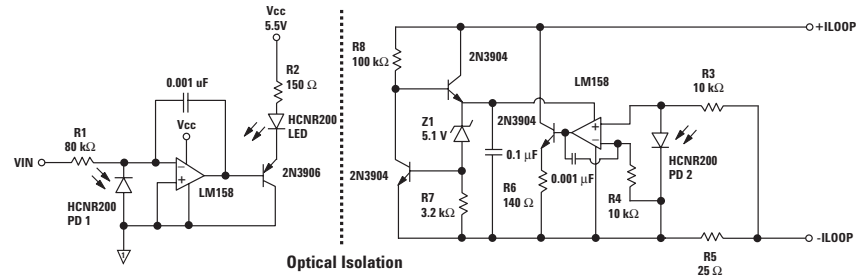 Vcc
5.5V
R2
150 Ω
0.001 uF
HCNR200
LED
Vcc
R1
80 kΩ
VIN
2N3906
LM158
HCNR200
PD 1
1
Optical Isolation
+ILOOP
R8
100 kΩ
2N3904
LM158
R3
10 kΩ
Z1
5.1 V
2N3904
HCNR200
PD 2
0.1 µF
0.001 µF
2N3904
R7
3.2 kΩ
R6
140 Ω
R4
10kΩ
-ILOOP
R5
25 Ω